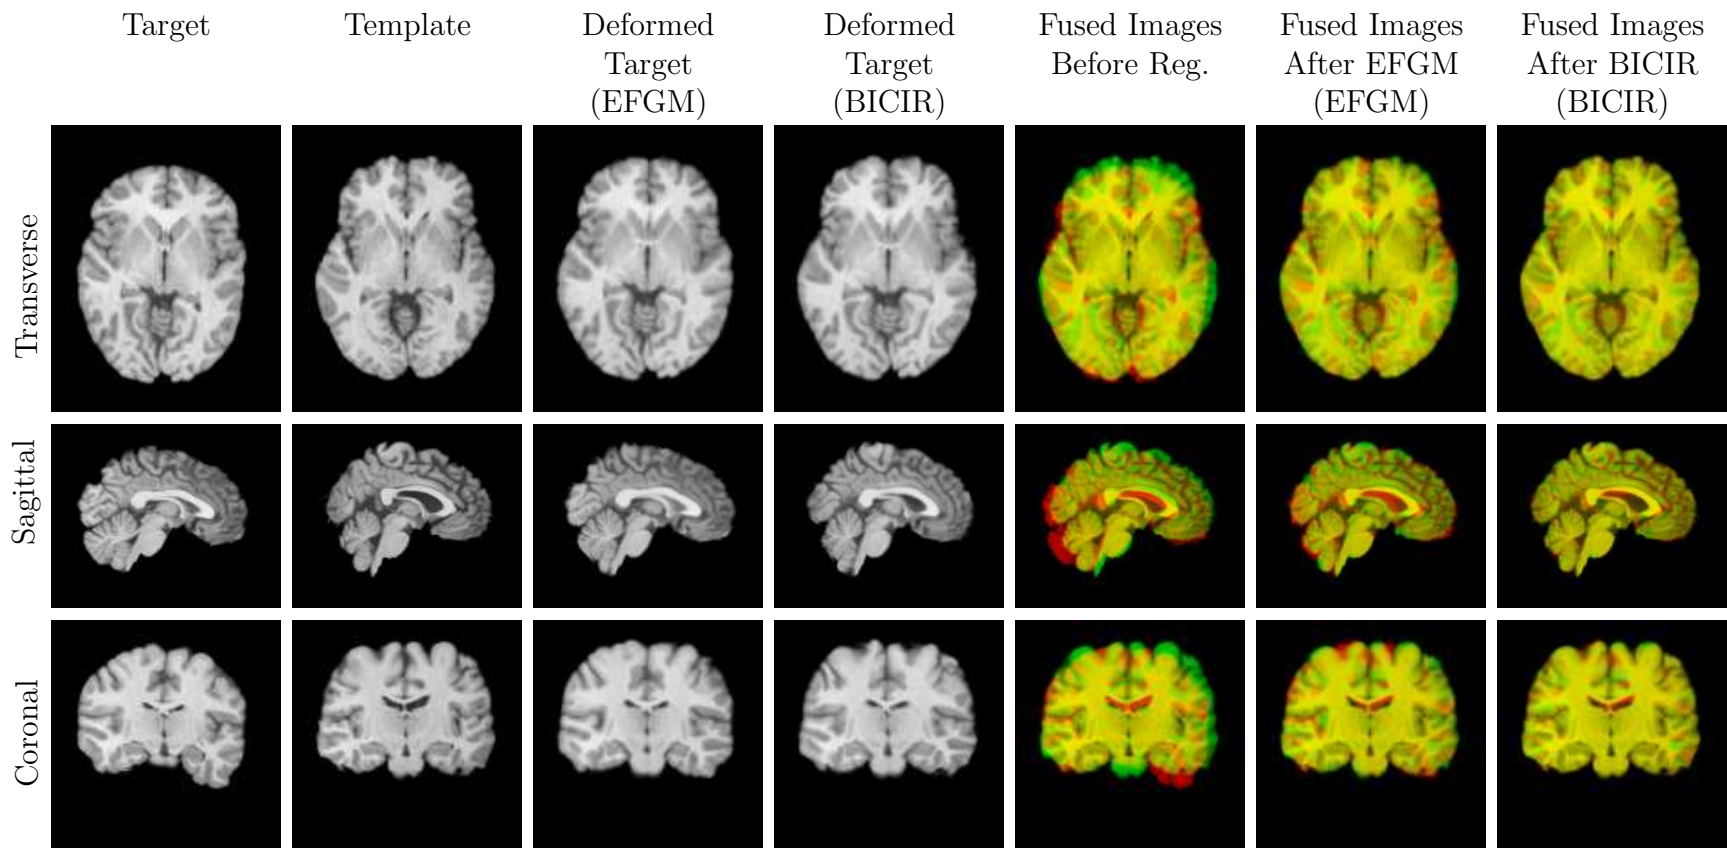 Target
Template
Deformed
Target
(EFGM)
Deformed
Target
(BICIR)
Fused Images
Before Reg.
Fused Images
After EFGM
(EFGM)
Fused Images
After BICIR
(BICIR)
Transverse
Sagittal
Coronal